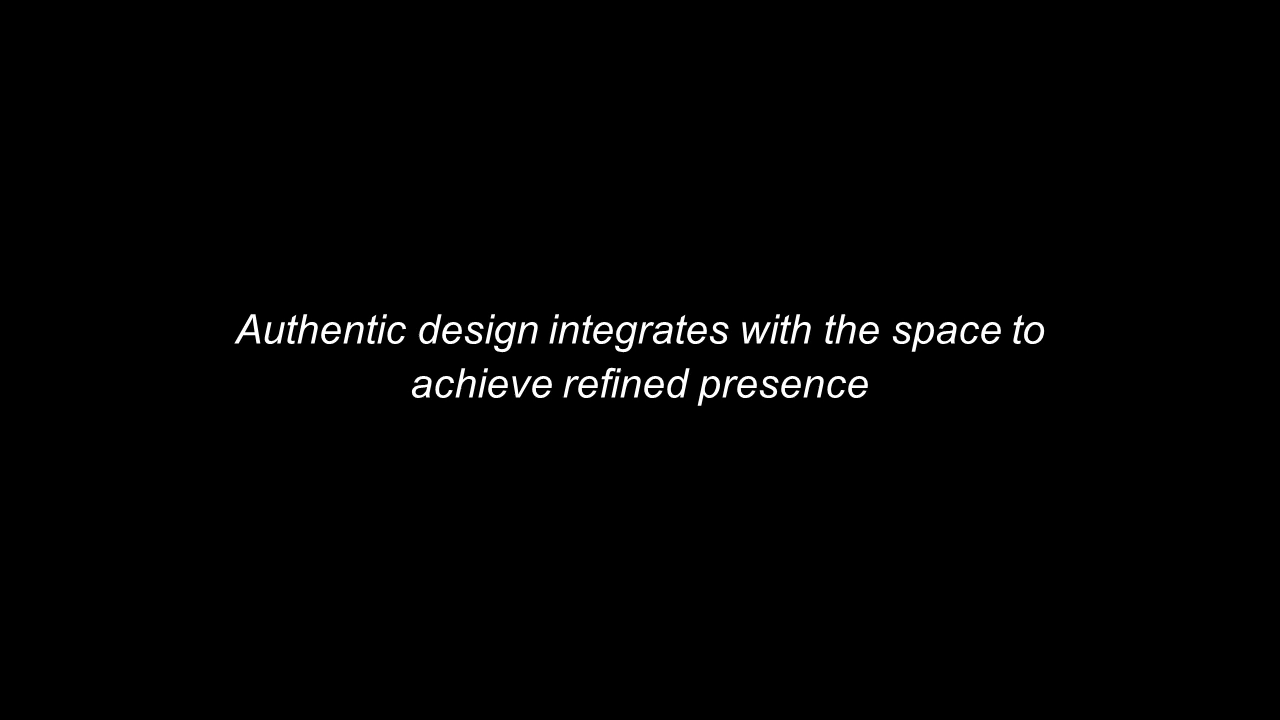 Authentic design integrates with the space to
achieve refined presence